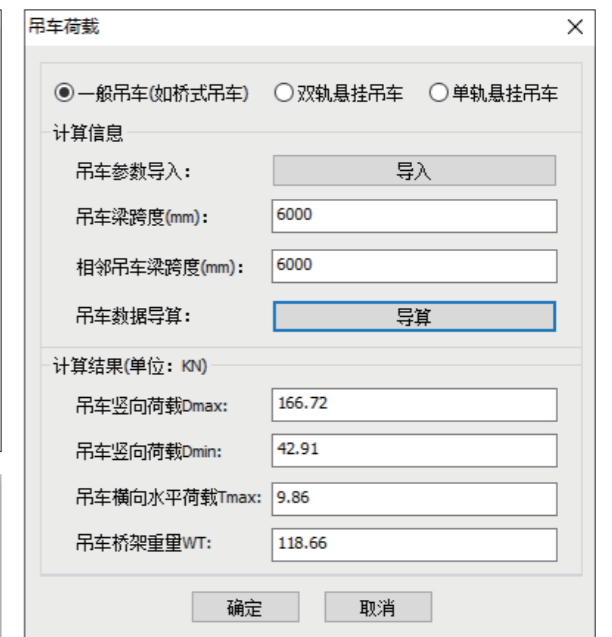 吊车荷载
一般吊车(如桥式吊车) 双轨悬挂吊车 单轨悬挂吊车
计算信息
吊车参数导入: 导入
吊车梁跨度(mm): 6000
相邻吊车梁跨度(mm): 6000
吊车数据导算: 导算
计算结果(单位: KN)
吊车竖向荷载Dmax: 166.72
吊车竖向荷载Dmin: 42.91
吊车横向水平荷载Tmax: 9.86
吊车桥架重量WT: 118.66
确定 取消